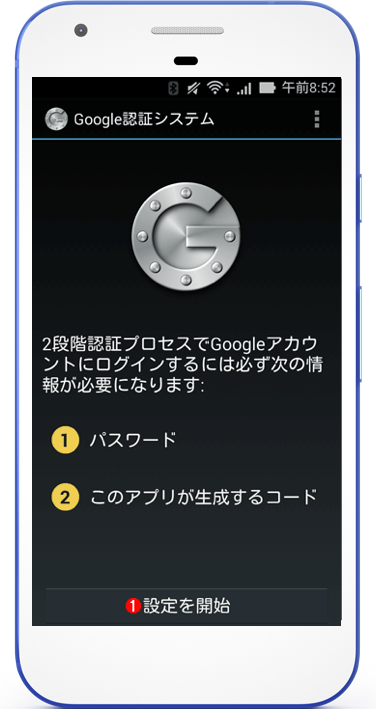 午前8:52
Google認証システム
2段階認証プロセスでGoogleアカウ
ントにログインするには必ず次の情
報が必要になります:
1 パスワード
2 このアプリが生成するコード
1 設定を開始